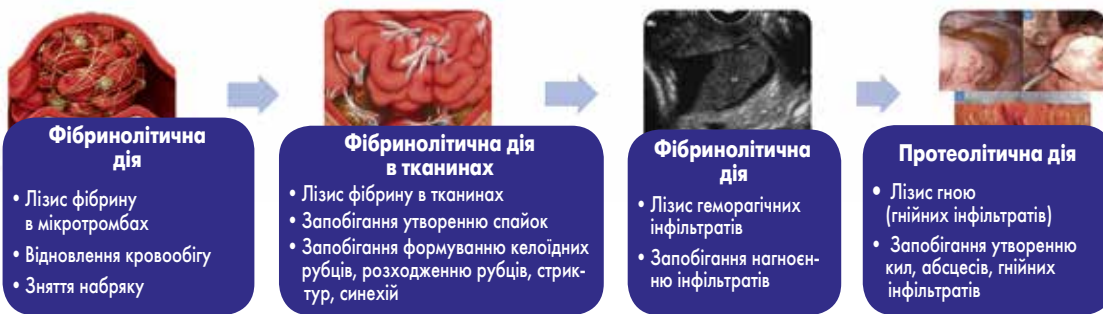 Фібринолітична
дія
• Лізис фібрину
в мікротромбах
• Відновлення кровообігу
• Зняття набряку
Фібринолітична дія
в тканинах
• Лізис фібрину в тканинах
• Запобігання утворенню спайок
• Запобігання формуванню келоїдних
рубців, розходженню рубців, стрик-
тур, синехій
Фібринолітична
дія
• Лізис геморагічних
інфільтратів
• Запобігання нагноєн-
ню інфільтратів
Протеолітична дія
• Лізис гною
(гнійних інфільтратів)
• Запобігання утворенню
кил, абсцесів, гнійних
інфільтратів